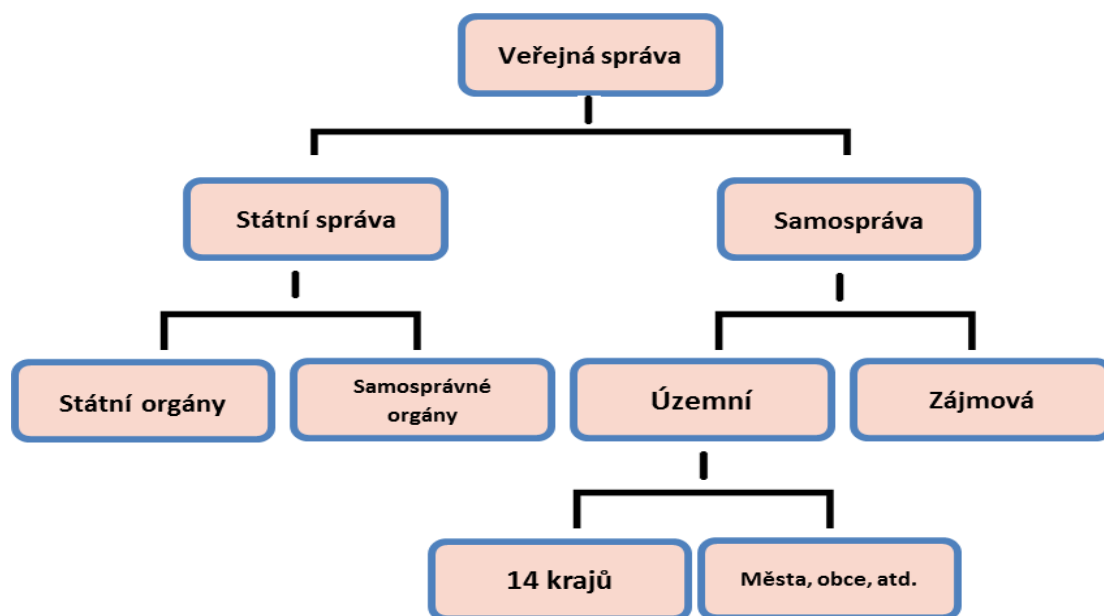 Veřejná správa
Státní správa
Samospráva
Státní orgány
Samosprávné
orgány
Územní
Zájmová
14 krajů
Města, obce, atd.